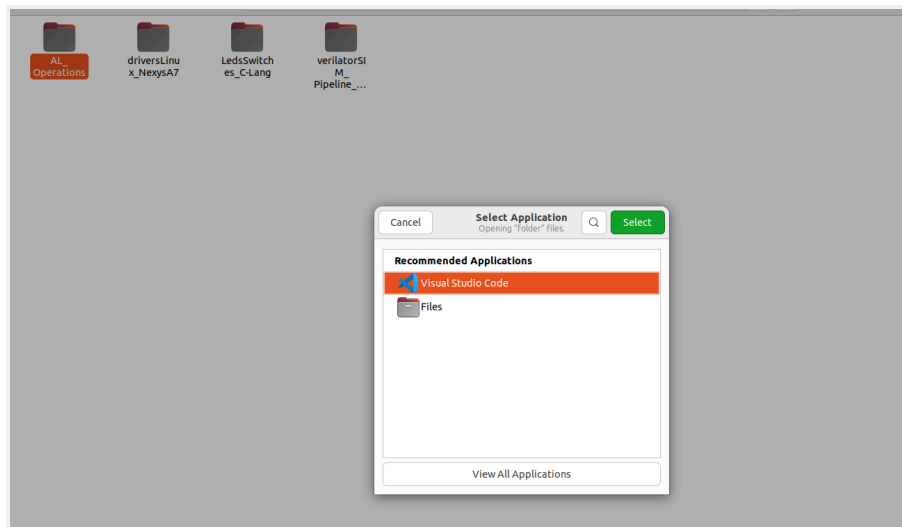 AL_
Operations
driversLinu
x_NexysA7
LedsSwitch
es_C-Lang
verilatorSI
M_
Pipeline_...
Cancel
Select Application
Opening "folder" files.
Select
Recommended Applications
Visual Studio Code
Files
View All Applications